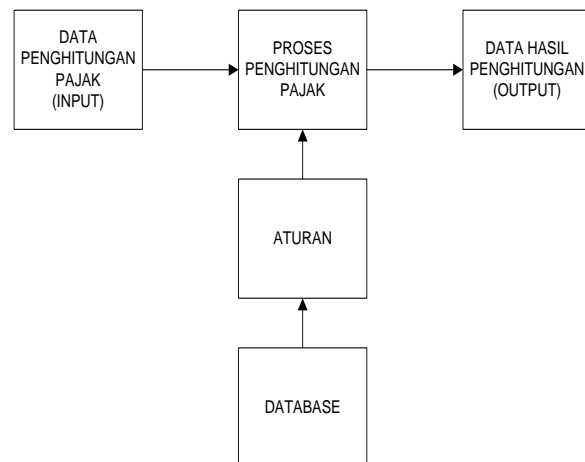 DATA
PENGHITUNGAN
PAJAK
(INPUT)
PROSES
PENGHITUNGAN
PAJAK
DATA HASIL
PENGHITUNGAN
(OUTPUT)
ATURAN
DATABASE